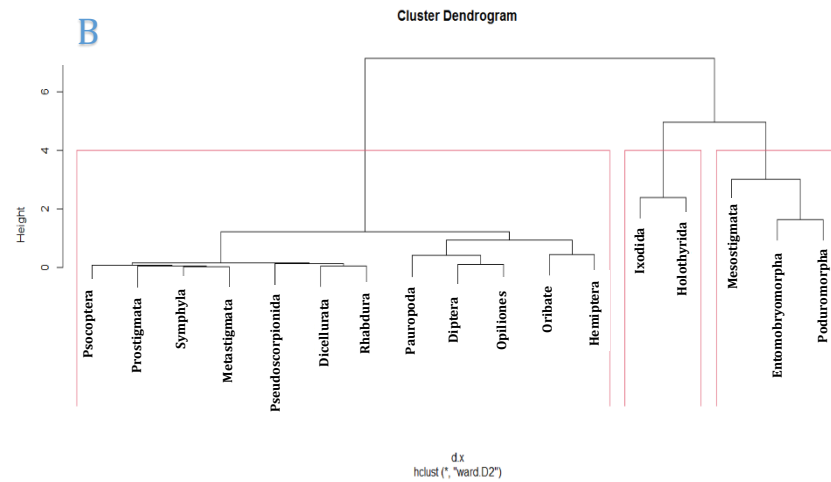 B
Cluster Dendrogram
Height
6
4
2
0
Psocoptera
Prostigmata
Symphyla
Metastigmata
Pseudoscorpionida
Dicellurata
Rhabdura
Pauropoda
Diptera
Opiliones
Oribate
Hemiptera
Ixodida
Holothyrida
Mesostigmata
Entomobryomorpha
Poduromorpha
d.x
hclust (*, "ward.D2")